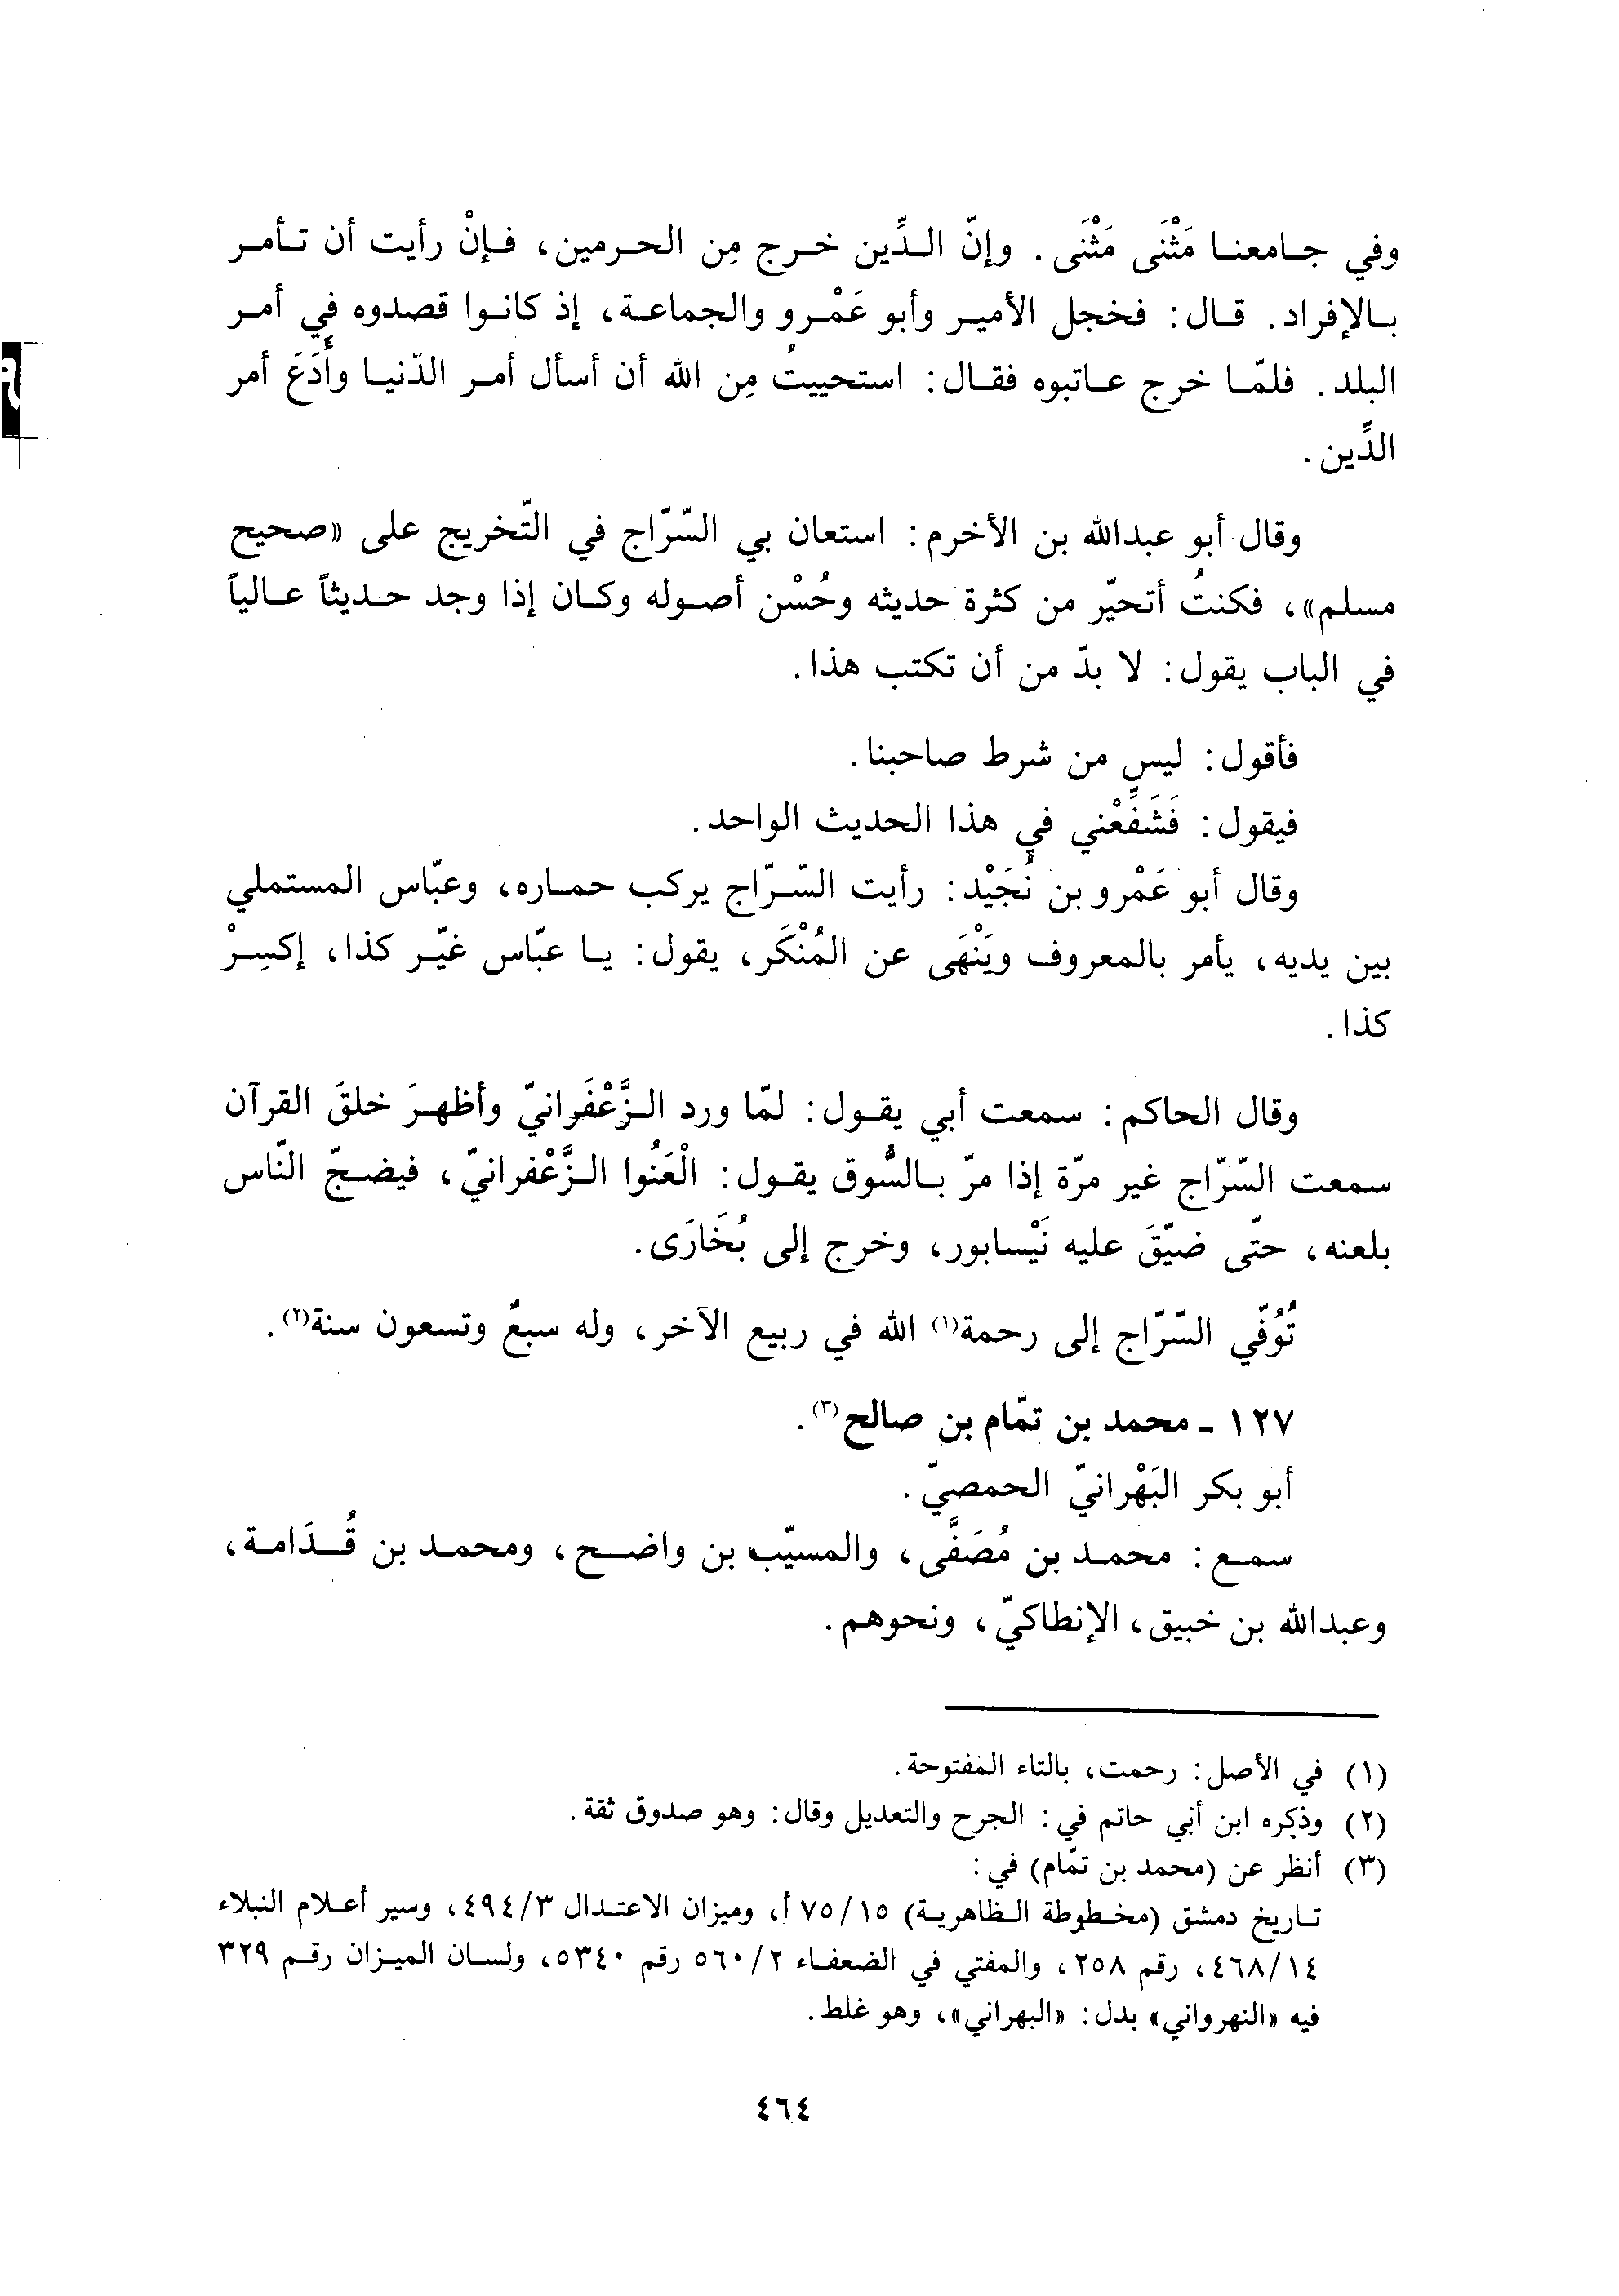 وفي جامعنا مَثْنَى مَثْنى. وإنّ الدِّين خرج مِن الحرمين، فإنْ رأيت أن تأمر
بالإفراد. قال: فخجل الأمير وأبو عَمْرو والجماعة، إذ كانوا قصدوه في أمر
البلد. فلمّا خرج عاتبوه فقال: استحييتُ مِن الله أن أسأل أمر الدّنيا وأَدَعَ أمر
الدِّين.
وقال أبو عبدالله بن الأخرم: استعان بي السّرّاج في التّخريج على «صحيح
مسلم»، فكنتُ أتحيّر من كثرة حديثه وحُسْن أصوله وكان إذا وجد حديثاً عالياً
في الباب يقول: لا بدّ من أن تكتب هذا.
فأقول: ليس من شرط صاحبنا.
فيقول: فَشَفِّعْني في هذا الحديث الواحد.
وقال أبو عَمْرو بن نُجَيْد: رأيت السّرّاج يركب حماره، وعبّاس المستملي
بين يديه، يأمر بالمعروف ويَنْهَى عن المُنْكَر، يقول: يا عبّاس غيّر كذا، إكسِرْ
كذا.
وقال الحاكم: سمعت أبي يقول: لمّا ورد الزَّعْفَرانيّ وأظهرَ خلقَ القرآن
سمعت السّرّاج غير مرّة إذا مرّ بالسُّوق يقول: الْعَنُوا الزَّعْفرانيّ، فيضجّ النّاس
بلعنه، حتّى ضيّقَ عليه نَيْسابور، وخرج إلى بُخَارَى.
تُوُفّي السّرّاج إلى رحمة(١) الله في ربيع الآخر، وله سبعٌ وتسعون سنة(٢).
١٢٧ - محمد بن تمّام بن صالح(٣).
أبو بكر البَهْرانيّ الحمصيّ.
سمع: محمد بن مُصَفَّى، والمسيّب بن واضح، ومحمد بن قُدَامة،
وعبدالله بن خبيق، الإنطاكيّ، ونحوهم.
(١) في الأصل: رحمت، بالتاء المفتوحة.
(٢) وذكره ابن أبي حاتم في: الجرح والتعديل وقال: وهو صدوق ثقة.
(٣) أنظر عن (محمد بن تمّام) في:
تاريخ دمشق (مخطوطة الظاهرية) ٧٥/١٥ أ، وميزان الاعتدال ٤٩٤/٣، وسير أعلام النبلاء
٤٦٨/١٤، رقم ٢٥٨، والمفتي في الضعفاء ٥٦٠/٢ رقم ٥٣٤٠، ولسان الميزان رقم ٣٢٩
فيه «النهرواني» بدل: «البهراني»، وهو غلط.
٤٦٤